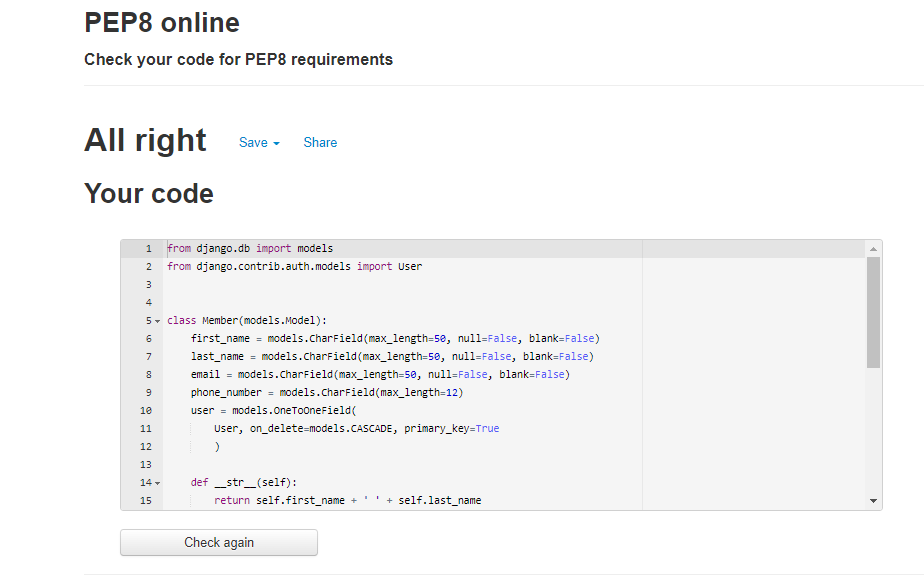 PEP8 online
Check your code for PEP8 requirements
All right Save Share
Your code
1 from django.db import models
2 from django.contrib.auth.models import User
3
4
5 class Member(models.Model):
6 first_name = models.CharField(max_length=50, null=False, blank=False)
7 last_name = models.CharField(max_length=50, null=False, blank=False)
8 email = models.CharField(max_length=50, null=False, blank=False)
9 phone_number = models.CharField(max_length=12)
10 user = models.OneToOneField(
11 User, on_delete=models.CASCADE, primary_key=True
12 )
13
14 def __str__(self):
15 return self.first_name + ' ' + self.last_name
Check again